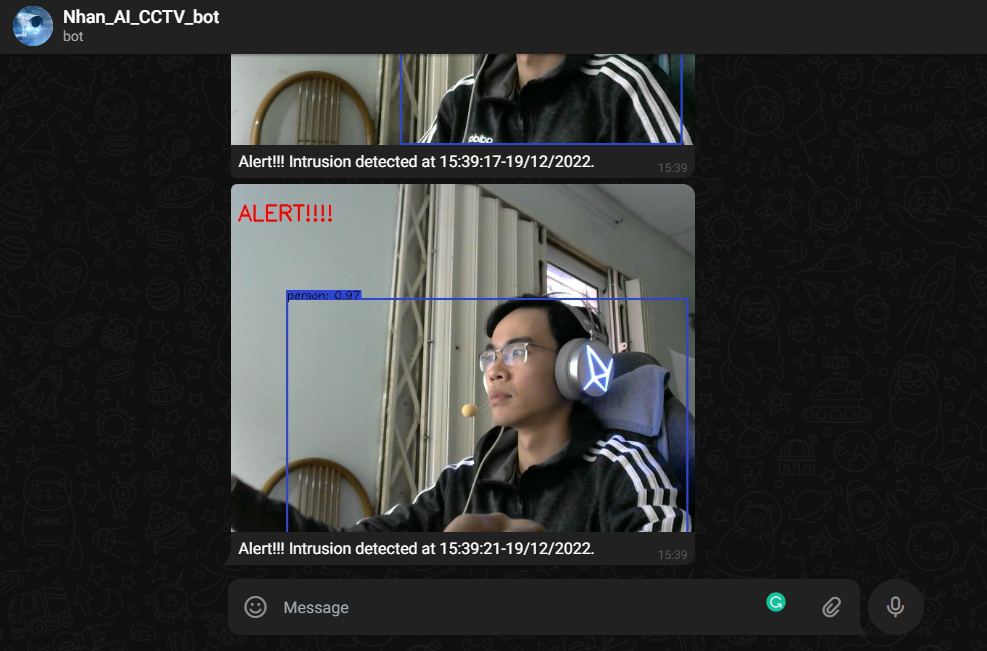 Nhan_AI_CCTV_bot
bot
Alert!!! Intrusion detected at 15:39:17-19/12/2022.
15:39
ALERT!!!!
person: 0.97
Alert!!! Intrusion detected at 15:39:21-19/12/2022.
15:39
Message